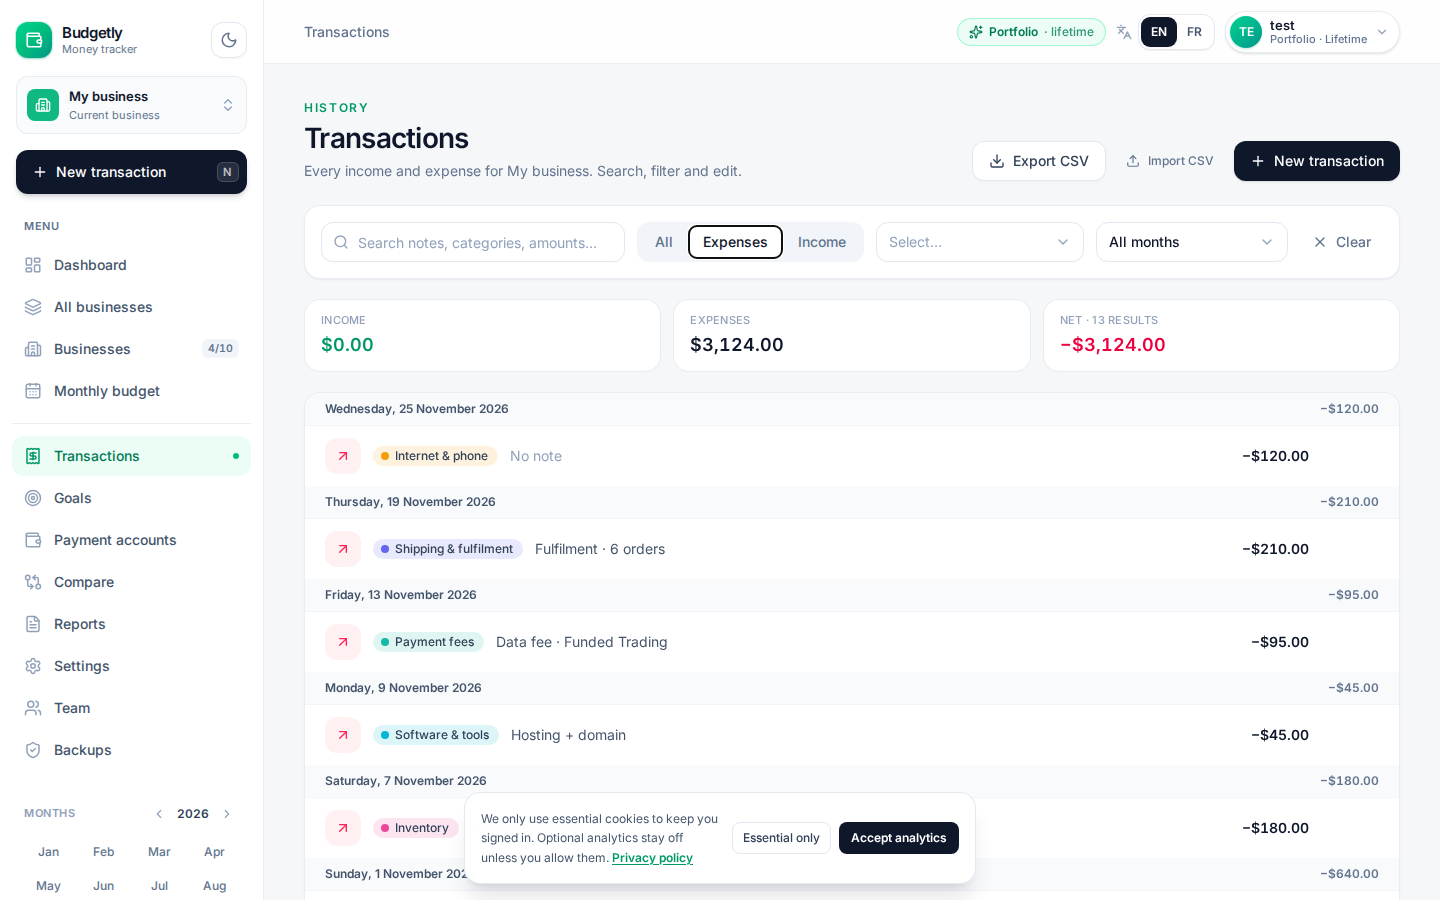 Budgetly
Money tracker
My business
Current business
New transaction
N
MENU
Dashboard
All businesses
Businesses
4/10
Monthly budget
Transactions
Goals
Payment accounts
Compare
Reports
Settings
Team
Backups
MONTHS
2026
Jan Feb Mar Apr
May Jun Jul Aug
Transactions
Portfolio · lifetime
EN FR
TE
test
Portfolio · Lifetime
HISTORY
Transactions
Every income and expense for My business. Search, filter and edit.
Export CSV
Import CSV
New transaction
Search notes, categories, amounts...
All Expenses Income
Select...
All months
Clear
INCOME
$0.00
EXPENSES
$3,124.00
NET · 13 RESULTS
−$3,124.00
Wednesday, 25 November 2026 −$120.00
Internet & phone No note −$120.00
Thursday, 19 November 2026 −$210.00
Shipping & fulfilment Fulfilment · 6 orders −$210.00
Friday, 13 November 2026 −$95.00
Payment fees Data fee · Funded Trading −$95.00
Monday, 9 November 2026 −$45.00
Software & tools Hosting + domain −$45.00
Saturday, 7 November 2026 −$180.00
Inventory −$180.00
Sunday, 1 November 202 −$640.00
We only use essential cookies to keep you
signed in. Optional analytics stay off
unless you allow them. Privacy policy
Essential only
Accept analytics